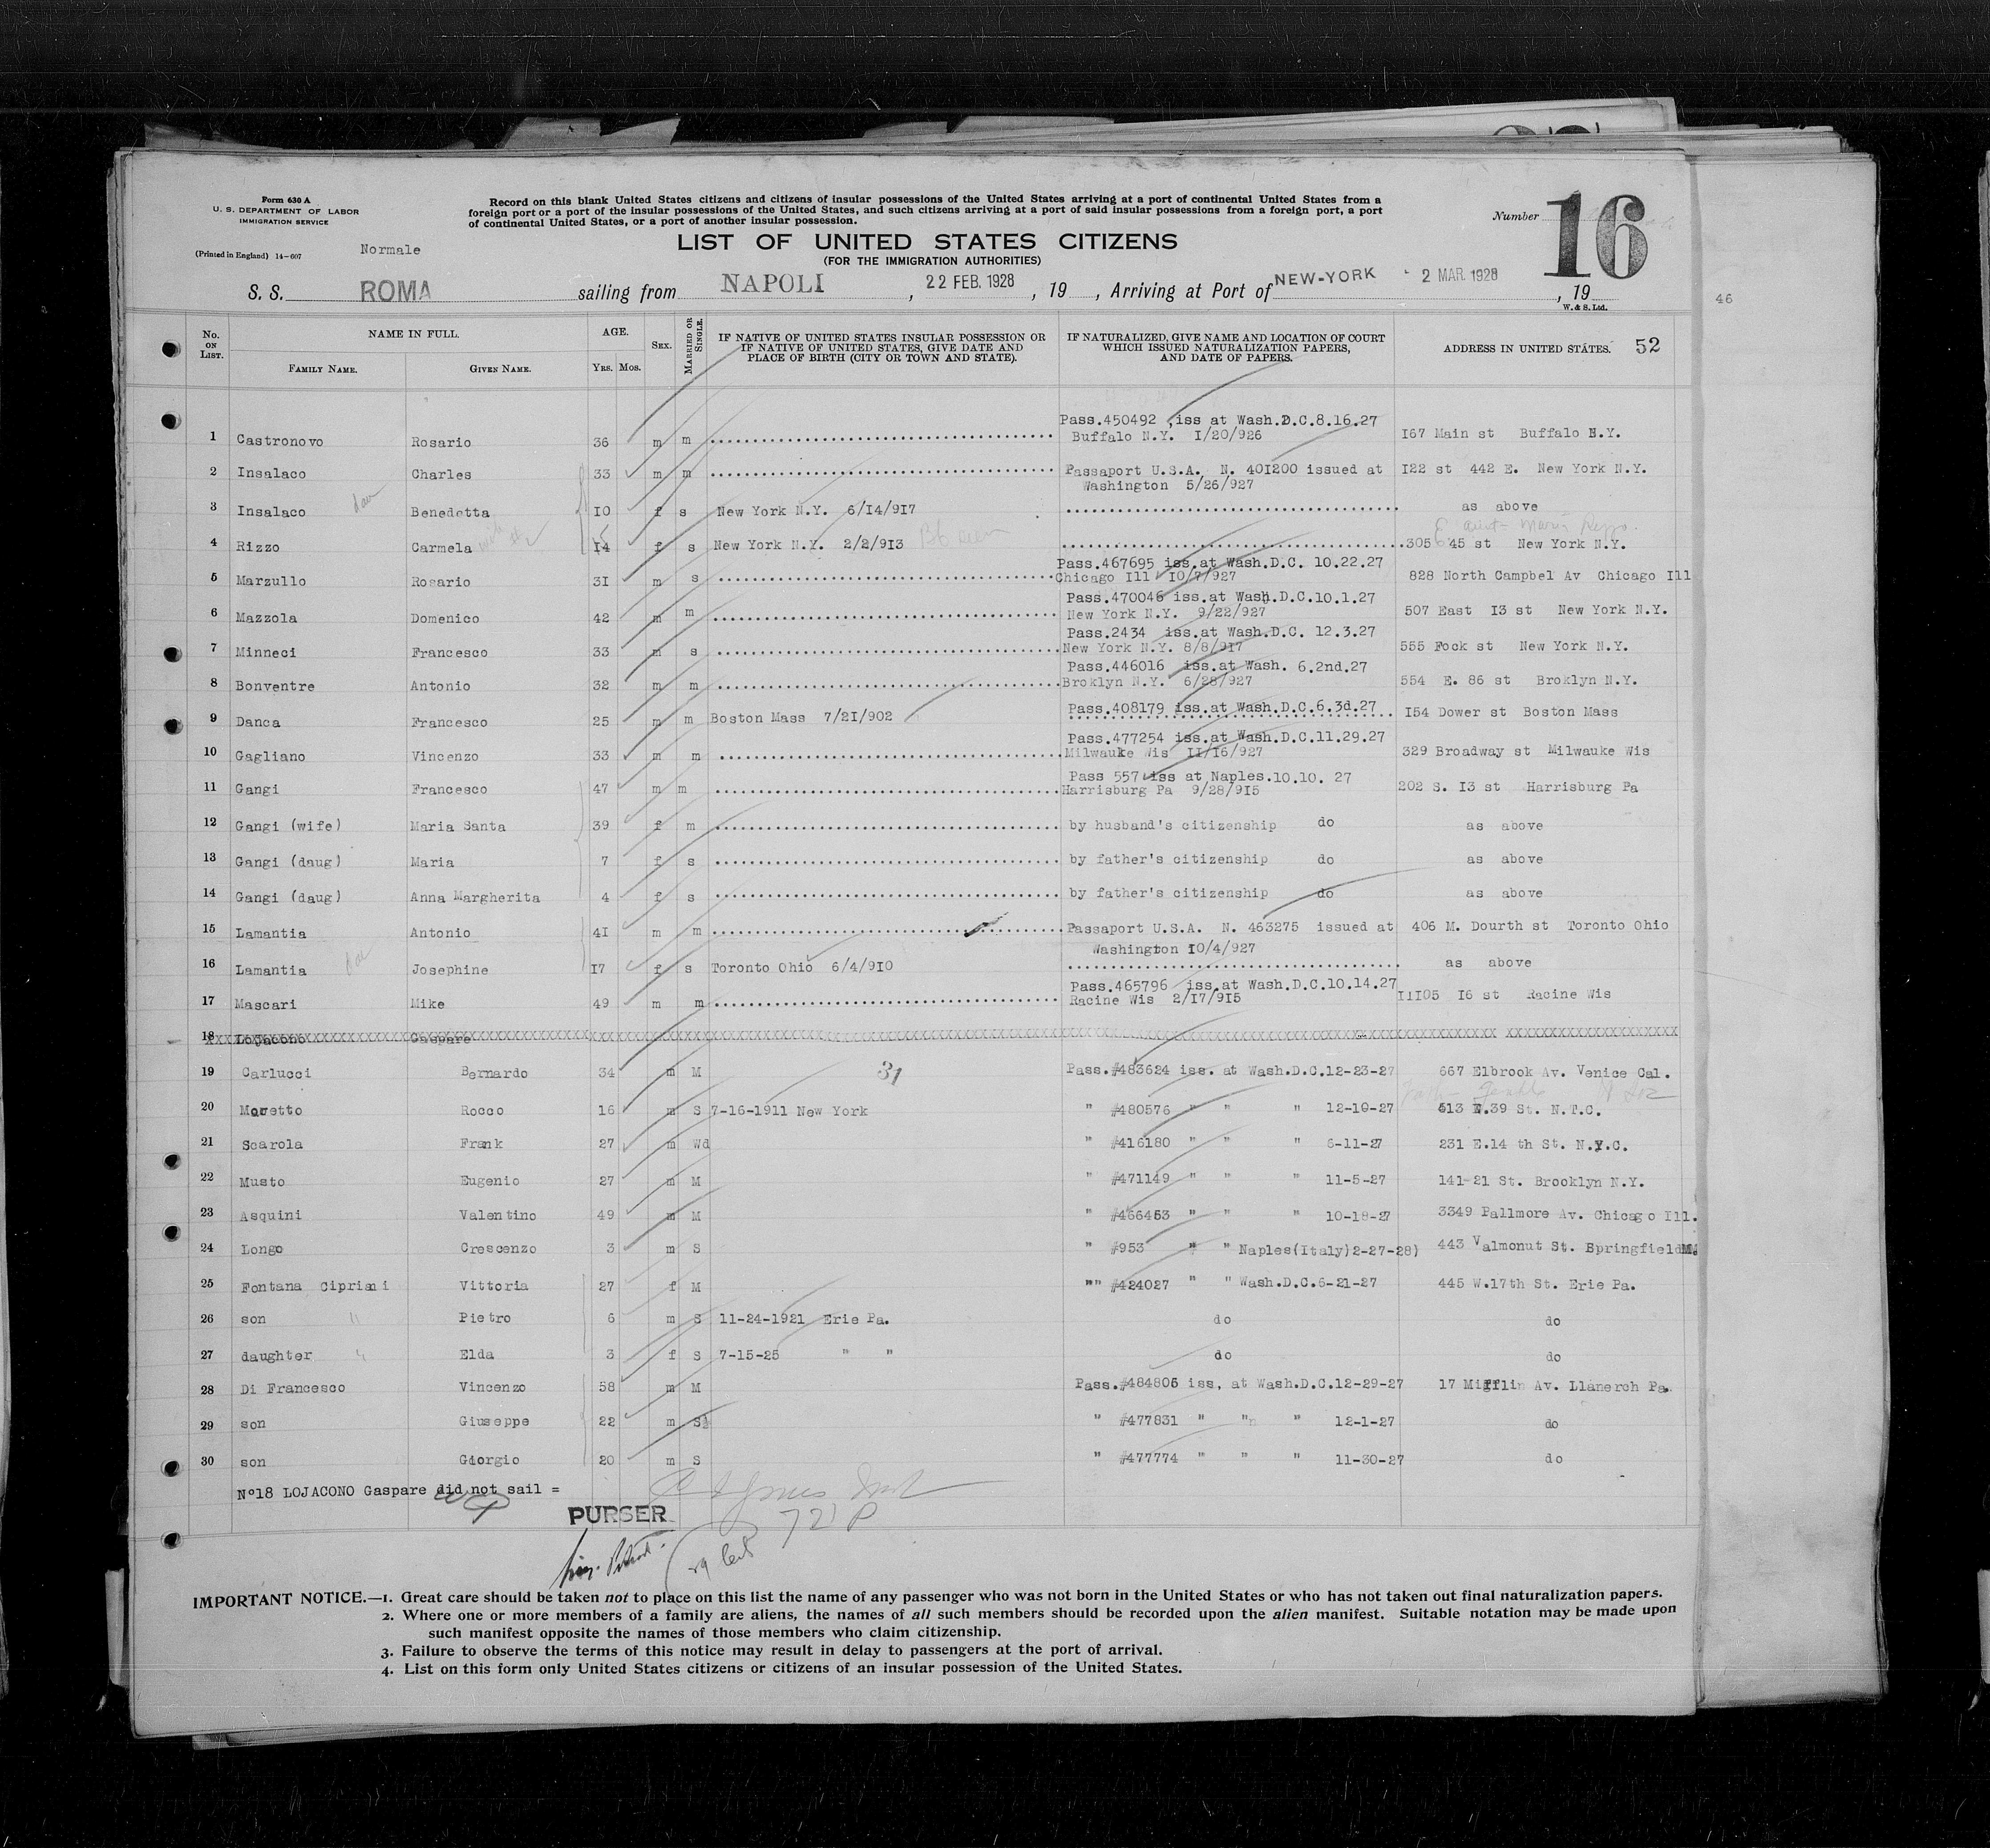 Form 630 A
U. S. DEPARTMENT OF LABOR
IMMIGRATION SERVICE
(Printed in England) 14—607
Normale
Record on this blank United States citizens and citizens of insular possessions of the United States arriving at a port of continental United States from a
foreign port or a port of the insular possessions of the United States, and such citizens arriving at a port of said insular possessions from a foreign port, a port
of continental United States, or a port of another insular possession.
Number 16
LIST OF UNITED STATES CITIZENS
(FOR THE IMMIGRATION AUTHORITIES)
S. S. ROMA sailing from NAPOLI, 22 FEB. 1928, 19 , Arriving at Port of NEW-YORK 2 MAR. 1928, 19
W. & S. Ltd.
46
No. ON LIST.
NAME IN FULL.
FAMILY NAME. GIVEN NAME.
AGE.
YRS. MOS.
SEX.
MARRIED OR SINGLE.
IF NATIVE OF UNITED STATES INSULAR POSSESSION OR
IF NATIVE OF UNITED STATES, GIVE DATE AND
PLACE OF BIRTH (CITY OR TOWN AND STATE).
IF NATURALIZED, GIVE NAME AND LOCATION OF COURT
WHICH ISSUED NATURALIZATION PAPERS,
AND DATE OF PAPERS.
ADDRESS IN UNITED STATES. 52
Pass.450492 ,iss at Wash.D.C.8.16.27
1 Castronovo Rosario 36 m m Buffalo N.Y. I/20/926 I67 Main st Buffalo N.Y.
2 Insalaco Charles 33 m m Passaport U.S.A. N. 40I200 issued at I22 st 442 E. New York N.Y.
Washington 5/26/927
3 Insalaco Benedetta I0 f s New York N.Y. 6/I4/9I7 as above
4 Rizzo Carmela I4 f s New York N.Y. 2/2/9I3 305 E 45 st New York N.Y.
Pass.467695 iss.at Wash.D.C. 10.22.27
5 Marzullo Rosario 3I m s Chicago Ill I0/7/927 828 North Campbel Av Chicago Ill
Pass.470046 iss.at Wash.D.C.10.1.27
6 Mazzola Domenico 42 m m New York N.Y. 9/22/927 507 East I3 st New York N.Y.
Pass.2434 iss.at Wash.D.C. 12.3.27
7 Minneci Francesco 33 m s New York N.Y. 8/8/9I7 555 Fock st New York N.Y.
Pass.446016 iss.at Wash. 6.2nd.27
8 Bonventre Antonio 32 m m Broklyn N.Y. 6/28/927 554 E. 86 st Broklyn N.Y.
9 Danca Francesco 25 m m Boston Mass 7/2I/902 Pass.408179 iss.at Wash.D.C.6.3d.27 I54 Dower st Boston Mass
Pass.477254 iss.at Wash.D.C.11.29.27
10 Gagliano Vincenzo 33 m m Milwauke Wis II/I6/927 329 Broadway st Milwauke Wis
Pass 557 iss at Naples.10.10. 27
11 Gangi Francesco 47 m m Harrisburg Pa 9/28/9I5 202 S. I3 st Harrisburg Pa
12 Gangi (wife) Maria Santa 39 f m by husband's citizenship do as above
13 Gangi (daug) Maria 7 f s by father's citizenship do as above
14 Gangi (daug) Anna Margherita 4 f s by father's citizenship do as above
15 Lamantia Antonio 4I m m Passaport U.S.A. N. 463275 issued at 406 M. Dourth st Toronto Ohio
Washington I0/4/927
16 Lamantia Josephine I7 f s Toronto Ohio 6/4/9I0 as above
Pass.465796 iss.at Wash.D.C.10.14.27
17 Mascari Mike 49 m m Racine Wis 2/I7/9I5 III05 I6 st Racine Wis
18 Lojacono Gaspare
19 Carlucci Bernardo 34 m M 31 Pass.#483624 iss. at Wash.D.C.12-23-27 667 Elbrook Av. Venice Cal.
20 Moretto Rocco 16 m S 7-16-1911 New York " #480576 " " " 12-10-27 513 E.39 St. N.T.C.
21 Scarola Frank 27 m Wd " #416180 " " " 6-11-27 231 E.14 th St. N.Y.C.
22 Musto Eugenio 27 m M " #471149 " " " 11-5-27 141-21 St. Brooklyn N.Y.
23 Asquini Valentino 49 m M " #466453 " " " 10-18-27 3349 Pallmore Av. Chicago Ill.
24 Longo Crescenzo 3 m S " #953 " " Naples(Italy)2-27-28) 443 Valmonut St. Springfield M.
25 Fontana Cipriani Vittoria 27 f M "" #424027 " " Wash.D.C.6-21-27 445 W.17th St. Erie Pa.
26 son " Pietro 6 m S 11-24-1921 Erie Pa. do do
27 daughter " Elda 3 f S 7-15-25 " " do do
28 Di Francesco Vincenzo 58 m M Pass.#484806 iss, at Wash.D.C.12-29-27 17 Mifflin Av. Llanerch Pa.
29 son Giuseppe 22 m S " #477831 " " " 12-1-27 do
30 son Giorgio 20 m S " #477774 " " " 11-30-27 do
N°18 LOJACONO Gaspare did not sail =
PURSER
721 P
IMPORTANT NOTICE.—1. Great care should be taken not to place on this list the name of any passenger who was not born in the United States or who has not taken out final naturalization papers.
2. Where one or more members of a family are aliens, the names of all such members should be recorded upon the alien manifest. Suitable notation may be made upon
such manifest opposite the names of those members who claim citizenship.
3. Failure to observe the terms of this notice may result in delay to passengers at the port of arrival.
4. List on this form only United States citizens or citizens of an insular possession of the United States.